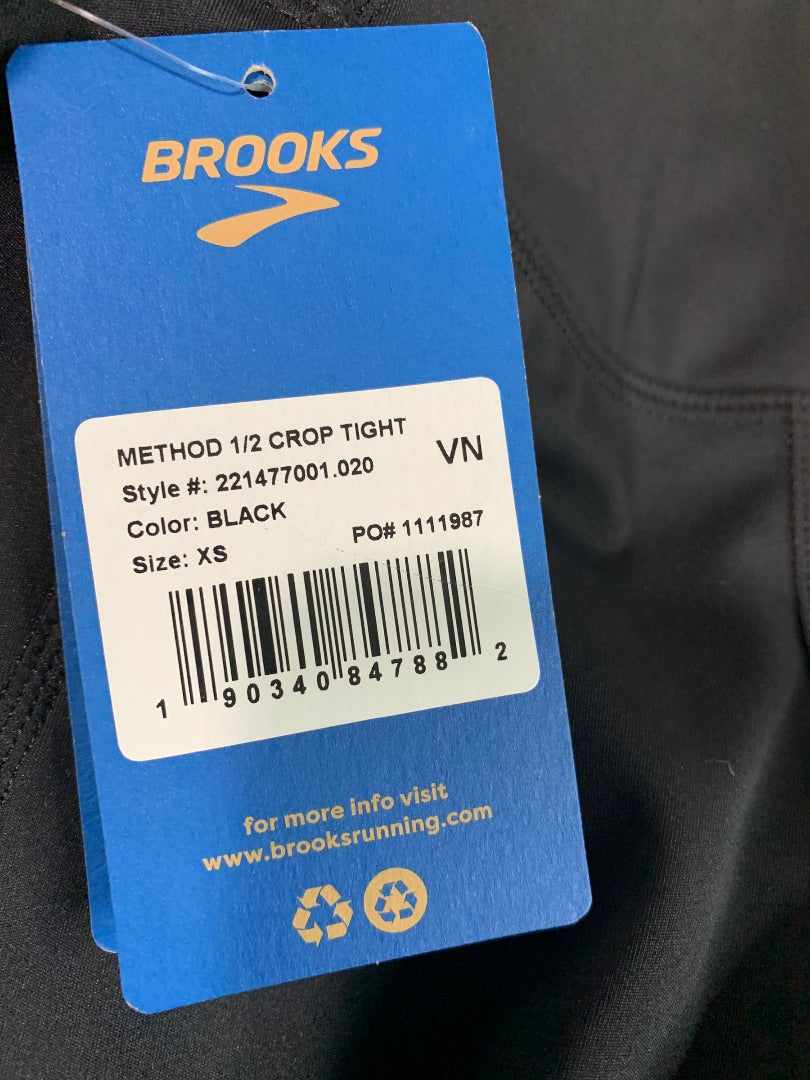 BROOKS
METHOD 1/2 CROP TIGHT
VN
Style #: 221477001.020
Color: BLACK
PO# 1111987
Size: XS
1 90340 84788 2
for more info visit
www.brooksrunning.com